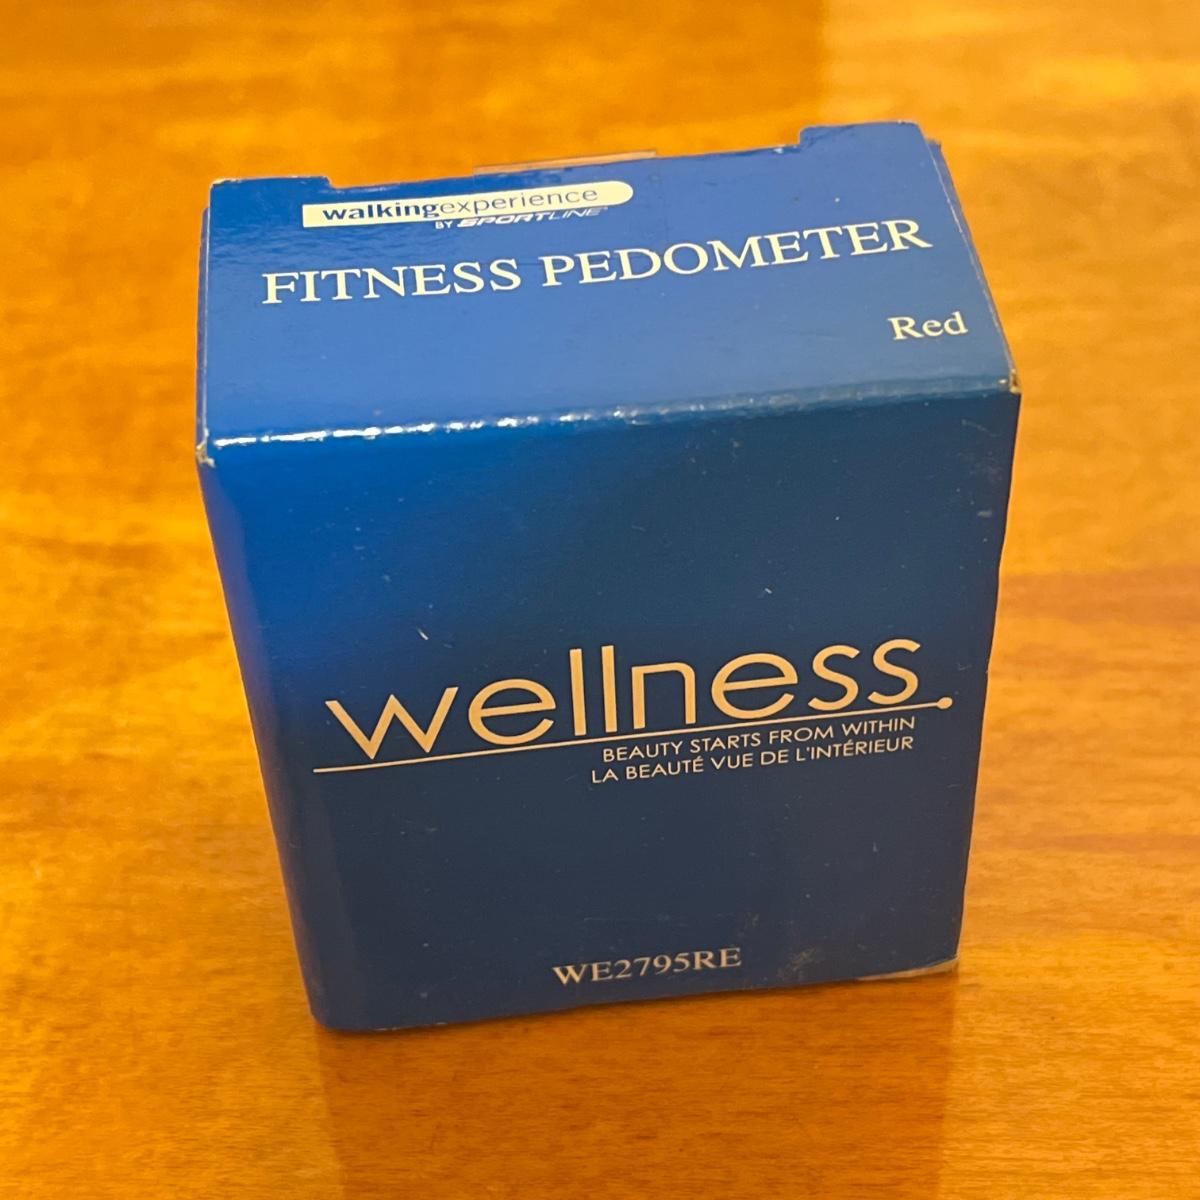 walkingexperience
BY SPORTLINE®
FITNESS PEDOMETER
Red
wellness
BEAUTY STARTS FROM WITHIN
LA BEAUTÉ VUE DE L'INTÉRIEUR
WE2795RE